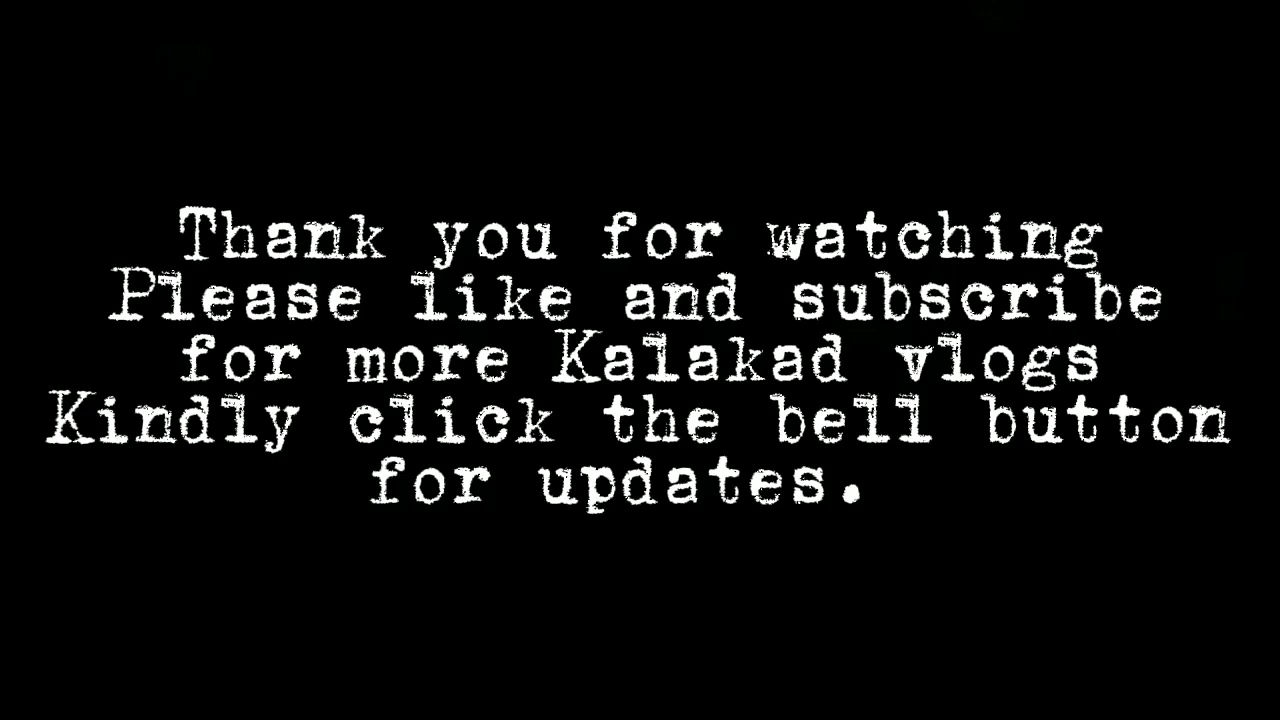 Thank you for watching
Please like and subscribe
for more Kalakad vlogs
Kindly click the bell button
for updates.